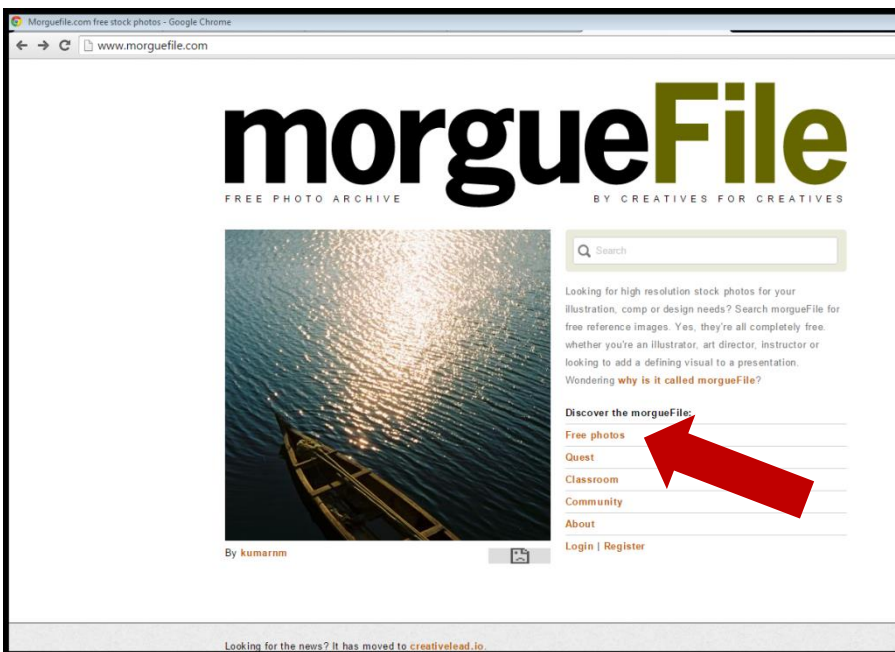 Morguefile.com free stock photos - Google Chrome
www.morguefile.com
morgueFile
FREE PHOTO ARCHIVE
BY CREATIVES FOR CREATIVES
Search
Looking for high resolution stock photos for your
illustration, comp or design needs? Search morgueFile for
free reference images. Yes, they're all completely free.
whether you're an illustrator, art director, instructor or
looking to add a defining visual to a presentation.
Wondering why is it called morgueFile?
Discover the morgueFile:
Free photos
Quest
Classroom
Community
About
Login | Register
By kumarnm
Looking for the news? It has moved to creativelead.io.